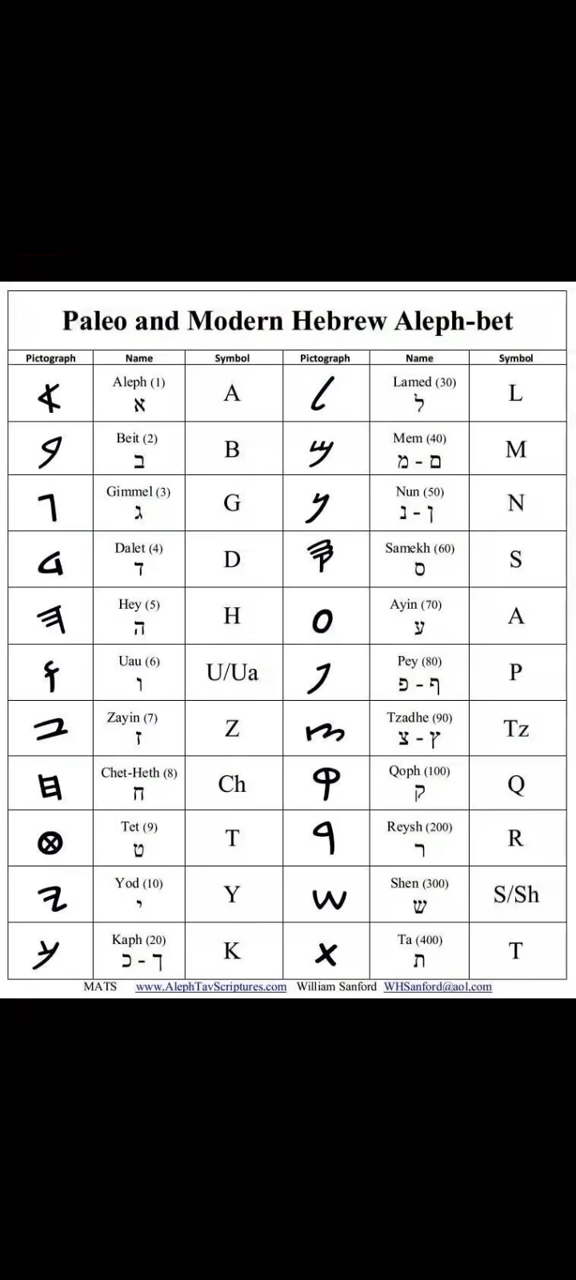 Paleo and Modern Hebrew Aleph-bet
Pictograph Name Symbol Pictograph Name Symbol
𐤀 Aleph (1) א A 𐤋 Lamed (30) ל L
𐤁 Beit (2) ב B 𐤌 Mem (40) מ - ם M
𐤂 Gimmel (3) ג G 𐤍 Nun (50) נ - ן N
𐤃 Dalet (4) ד D 𐤎 Samekh (60) ס S
𐤄 Hey (5) ה H 𐤏 Ayin (70) ע A
𐤅 Uau (6) ו U/Ua 𐤐 Pey (80) פ - ף P
𐤆 Zayin (7) ז Z 𐤑 Tzadhe (90) צ - ץ Tz
𐤇 Chet-Heth (8) ח Ch 𐤒 Qoph (100) ק Q
𐤈 Tet (9) ט T 𐤓 Reysh (200) ר R
𐤉 Yod (10) י Y 𐤔 Shen (300) ש S/Sh
𐤊 Kaph (20) כ - ך K 𐤕 Ta (400) ת T
MATS www.AlephTavScriptures.com William Sanford WHSanford@aol.com